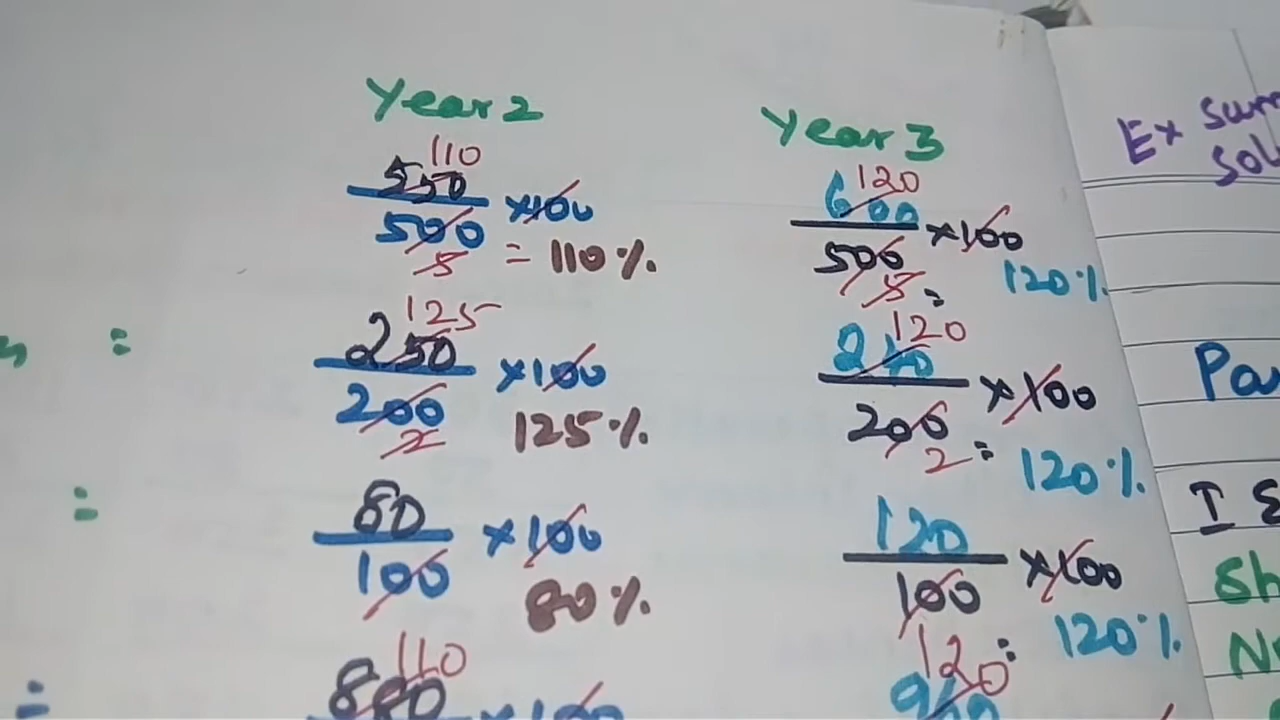 Year 2
110
550
500 ×100
5 = 110%
125
250
200 ×100
2 125%
80
100 ×100
80%
110
880
×100
Year 3
120
600
500 ×100
5 = 120%
120
240
200 ×100
2 = 120%
120
100 ×100
= 120%
120
960
Ex Sum
Sol
Pa
I E
Sh
N
=
=
=